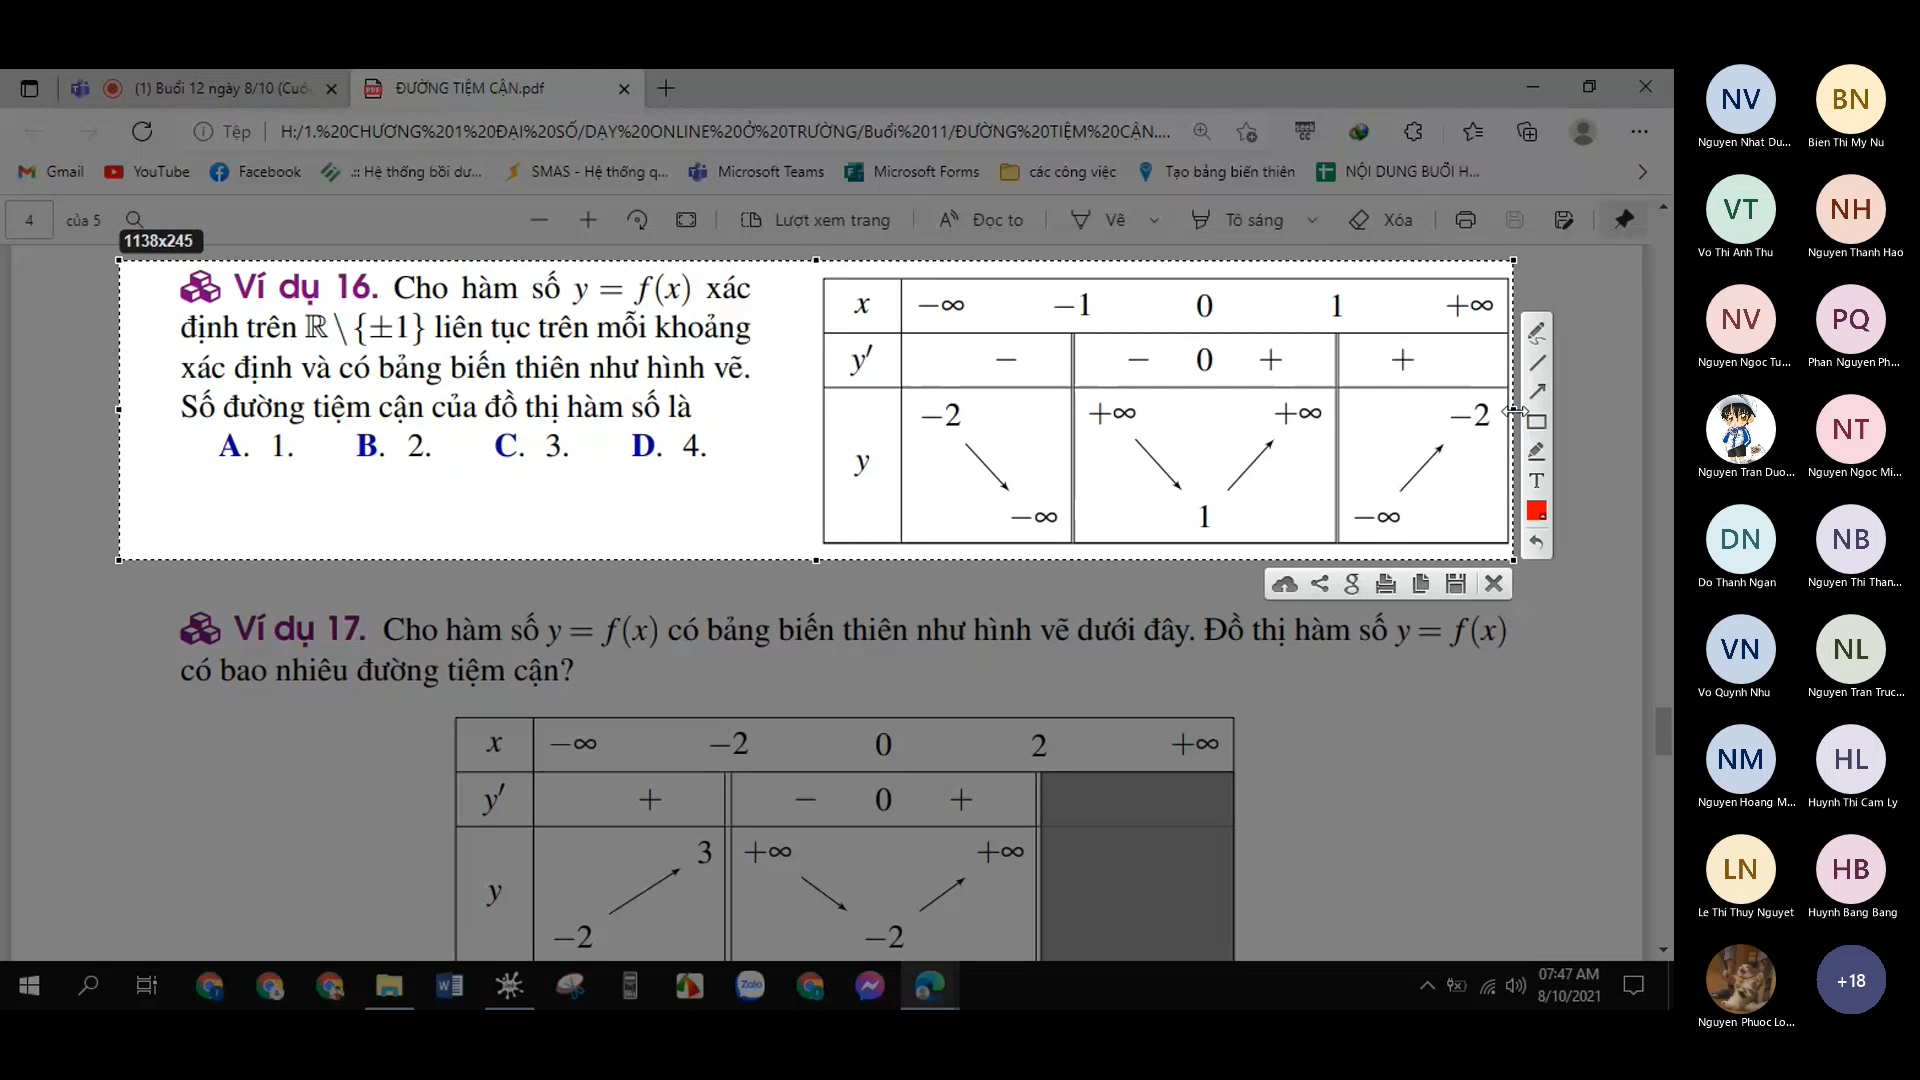 (1) Buổi 12 ngày 8/10 (Cuộc
ĐƯỜNG TIỆM CẬN.pdf
Tệp
H:/1.%20CHƯƠNG%201%20ĐẠI%20SỐ/DẠY%20ONLINE%20Ở%20TRƯỜNG/Buổi%2011/ĐƯỜNG%20TIỆM%20CẬN....
Gmail YouTube Facebook .:: Hệ thống bồi dư... SMAS - Hệ thống q... Microsoft Teams Microsoft Forms các công việc Tạo bảng biến thiên NỘI DUNG BUỔI H...
4 của 5 Lượt xem trang Đọc to Vẽ Tô sáng Xóa
1138x245
Ví dụ 16. Cho hàm số y = f(x) xác
định trên ℝ\{±1} liên tục trên mỗi khoảng
xác định và có bảng biến thiên như hình vẽ.
Số đường tiệm cận của đồ thị hàm số là
A. 1. B. 2. C. 3. D. 4.
x −∞ −1 0 1 +∞
y′ − − 0 + +
−2 +∞ +∞ −2
y
−∞ 1 −∞
T
Ví dụ 17. Cho hàm số y = f(x) có bảng biến thiên như hình vẽ dưới đây. Đồ thị hàm số y = f(x)
có bao nhiêu đường tiệm cận?
x −∞ −2 0 2 +∞
y′ + − 0 +
3 +∞ +∞
y
−2 −2
Zalo
07:47 AM
8/10/2021
NV BN
Nguyen Nhat Du... Bien Thi My Nu
VT NH
Vo Thi Anh Thu Nguyen Thanh Hao
NV PQ
Nguyen Ngoc Tu... Phan Nguyen Ph...
NT
Nguyen Tran Duo... Nguyen Ngoc Mi...
DN NB
Do Thanh Ngan Nguyen Thi Than...
VN NL
Vo Quynh Nhu Nguyen Tran Truc...
NM HL
Nguyen Hoang M... Huynh Thi Cam Ly
LN HB
Le Thi Thuy Nguyet Huynh Bang Bang
+18
Nguyen Phuoc Lo...